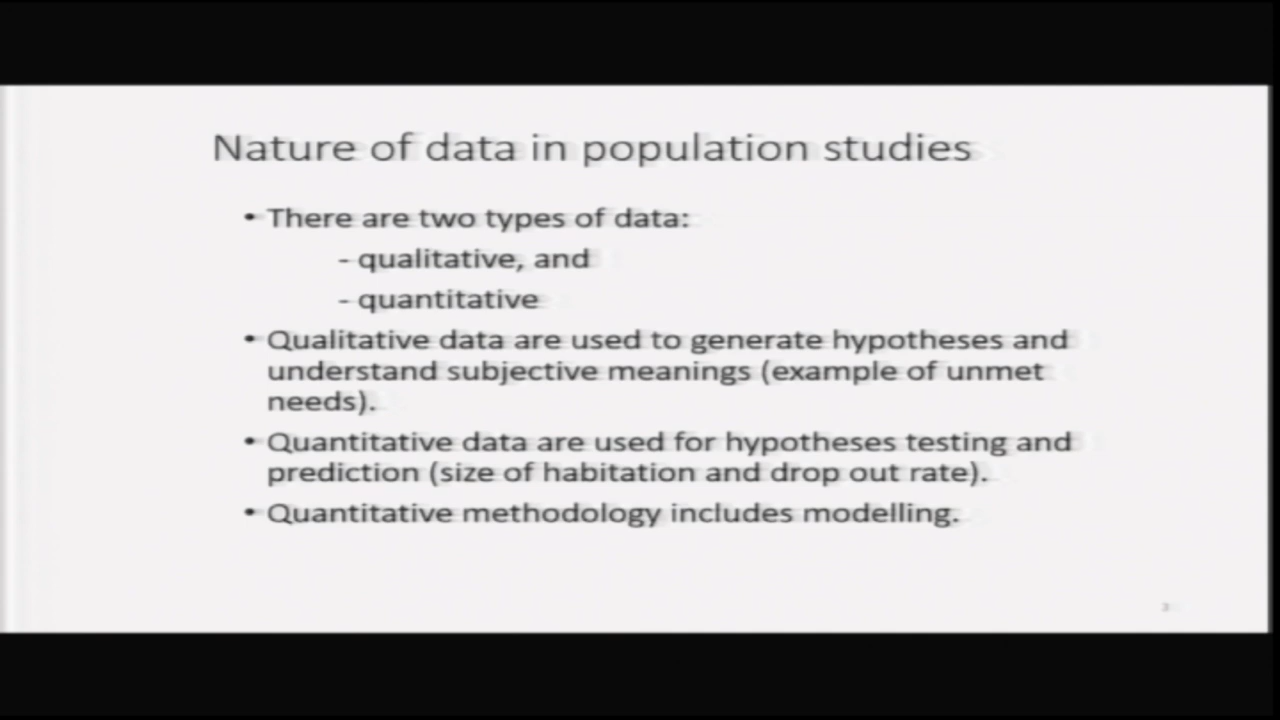 Nature of data in population studies
• There are two types of data:
- qualitative, and
- quantitative
• Qualitative data are used to generate hypotheses and
understand subjective meanings (example of unmet
needs).
• Quantitative data are used for hypotheses testing and
prediction (size of habitation and drop out rate).
• Quantitative methodology includes modelling.
3